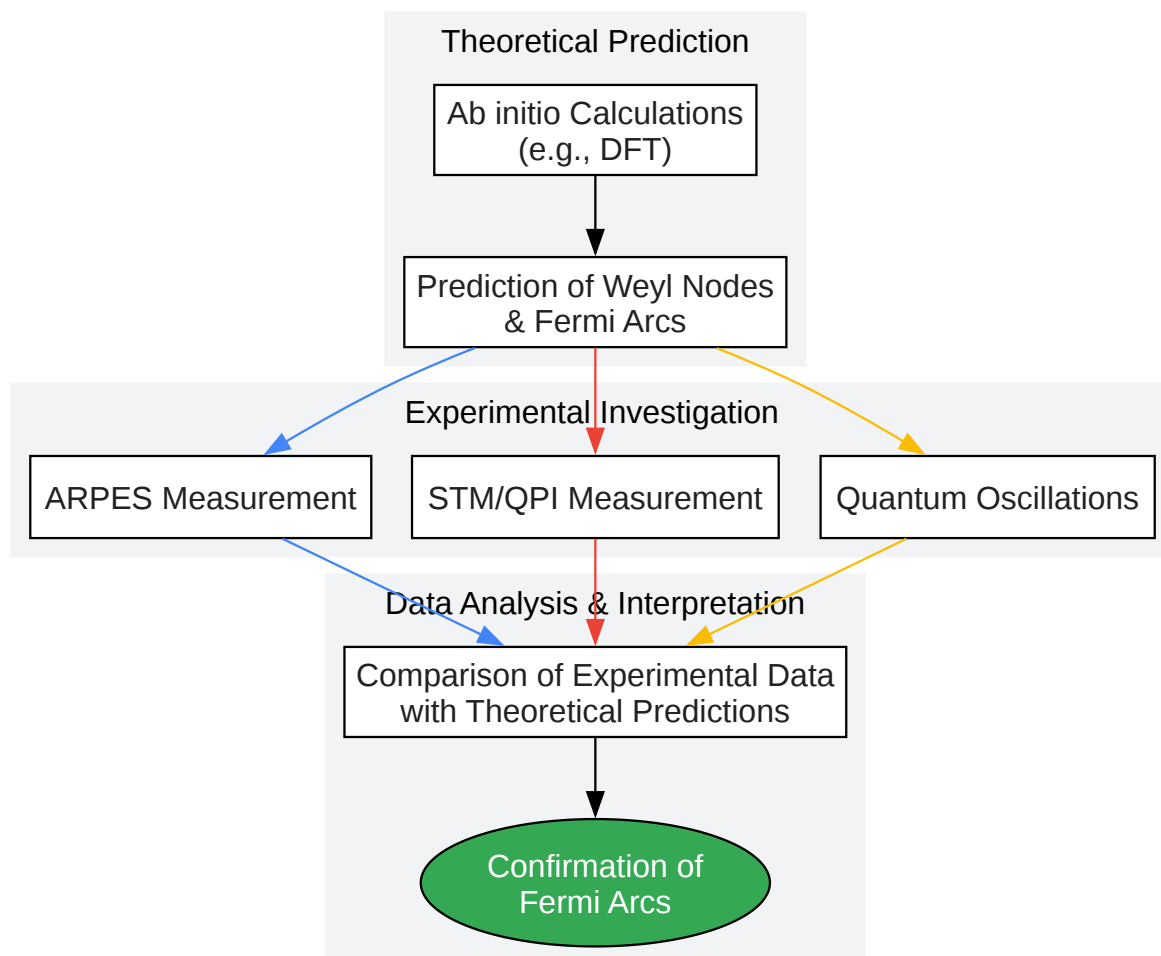 Theoretical Prediction
Ab initio Calculations
(e.g., DFT)
Prediction of Weyl Nodes
& Fermi Arcs
Experimental Investigation
ARPES Measurement
STM/QPI Measurement
Quantum Oscillations
Data Analysis & Interpretation
Comparison of Experimental Data
with Theoretical Predictions
Confirmation of
Fermi Arcs